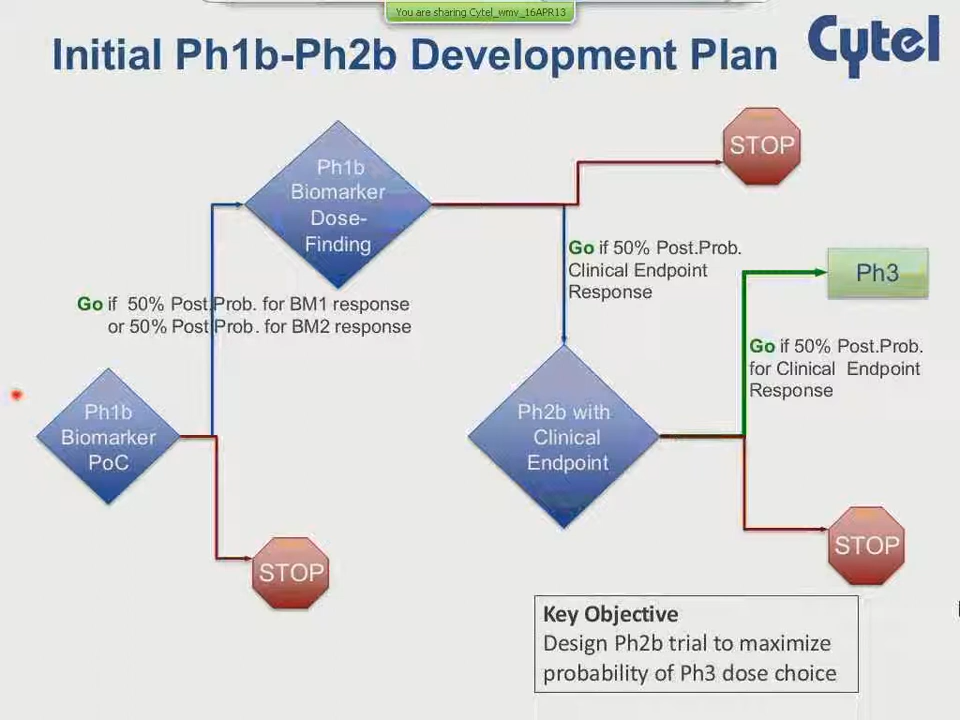 You are sharing Cytel_wmv_16APR13
Initial Ph1b-Ph2b Development Plan
Cytel
STOP
Ph1b
Biomarker
Dose-
Finding
Go if 50% Post.Prob.
Clinical Endpoint
Response
Ph3
Go if  50% Post.Prob. for BM1 response
or 50% Post.Prob. for BM2 response
Go if 50% Post.Prob.
for Clinical  Endpoint
Response
Ph1b
Biomarker
PoC
Ph2b with
Clinical
Endpoint
STOP
STOP
Key Objective
Design Ph2b trial to maximize
probability of Ph3 dose choice